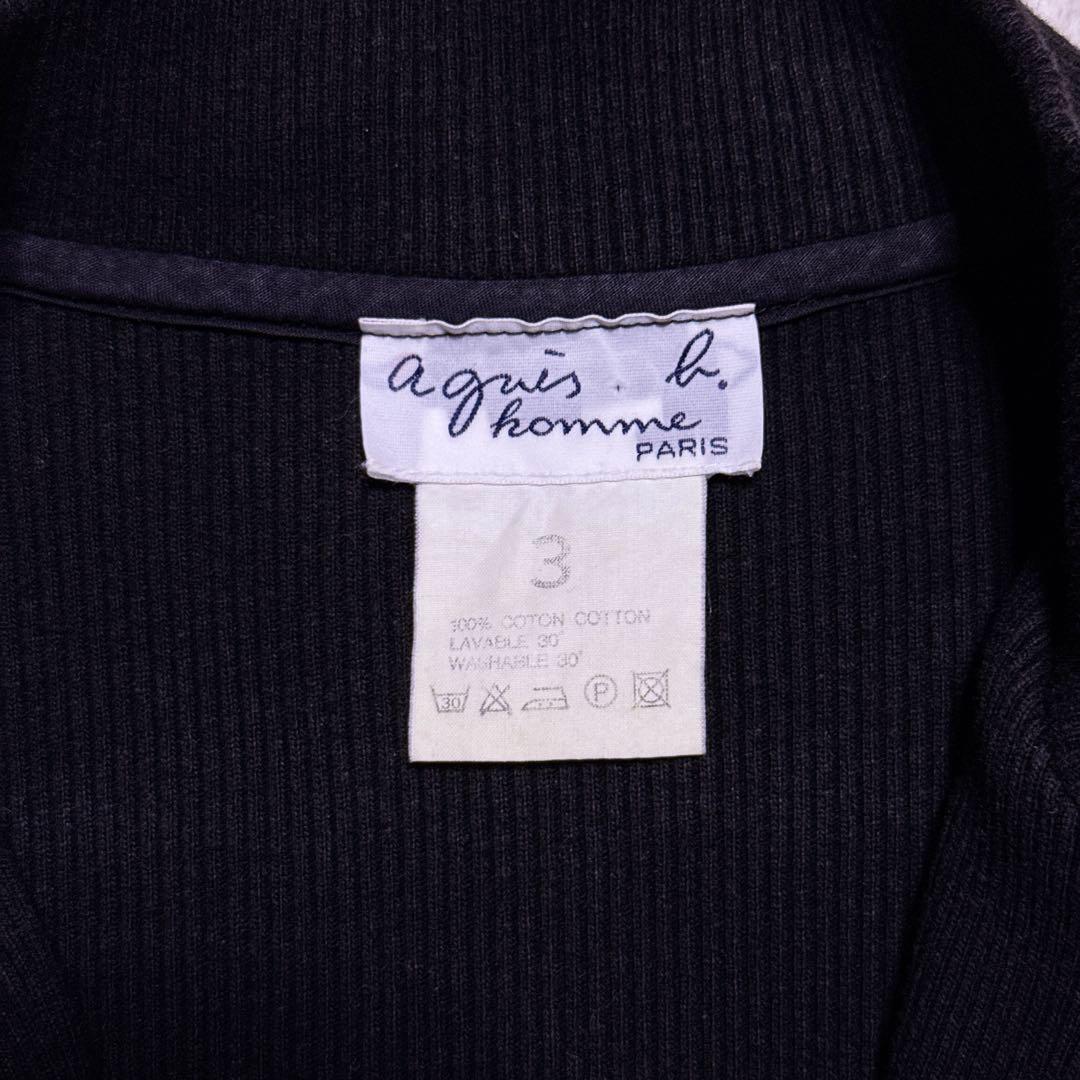 agnès . b.
homme
PARIS
3
100% COTON COTTON
LAVABLE 30°
WASHABLE 30°
30 P